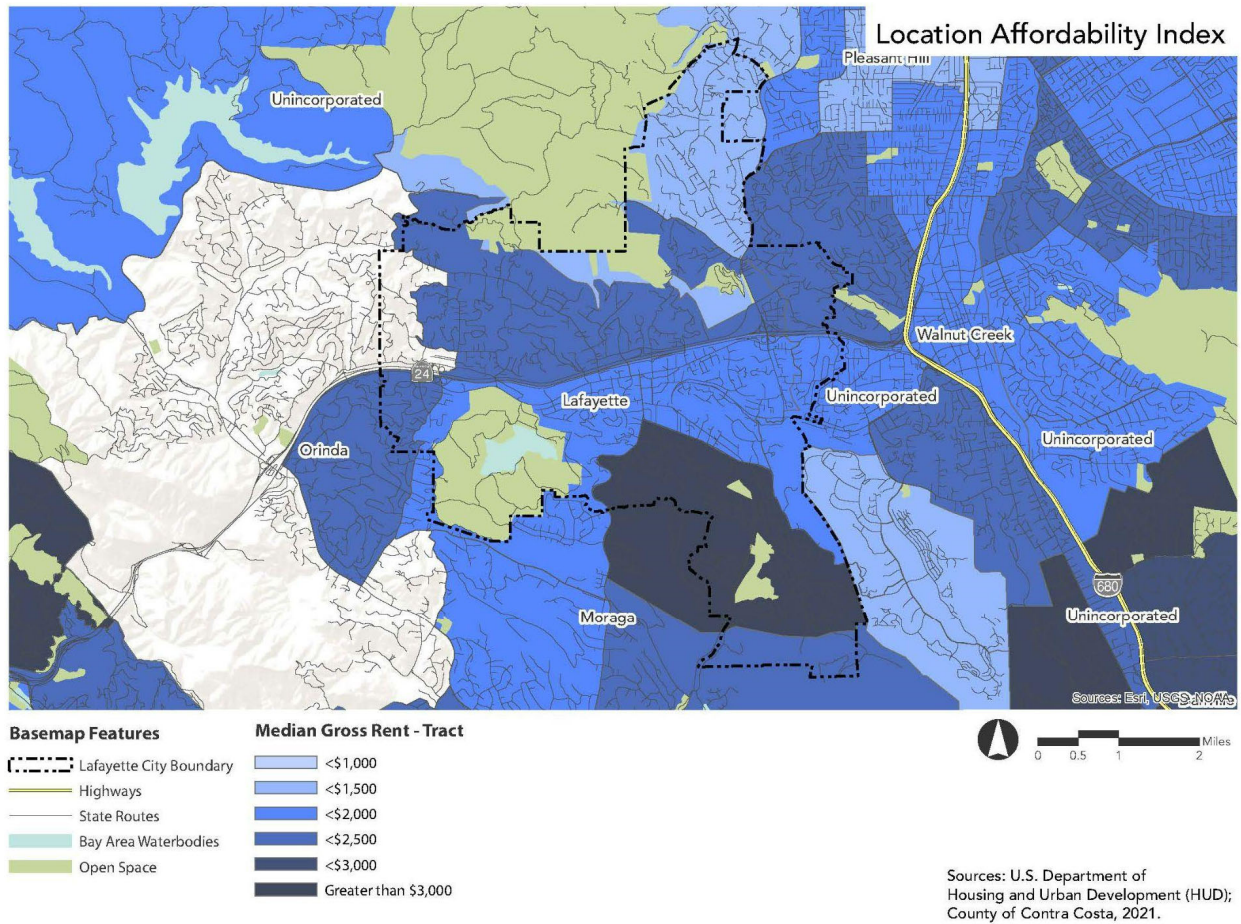 Location Affordability Index
Pleasant Hill
Unincorporated
Walnut Creek
24
Lafayette
Unincorporated
Unincorporated
Orinda
680
Moraga
Unincorporated
Sources: Esri, USGS, NOAA
Basemap Features
Lafayette City Boundary
Highways
State Routes
Bay Area Waterbodies
Open Space
Median Gross Rent - Tract
<$1,000
<$1,500
<$2,000
<$2,500
<$3,000
Greater than $3,000
0 0.5 1 2 Miles
Sources: U.S. Department of
Housing and Urban Development (HUD);
County of Contra Costa, 2021.